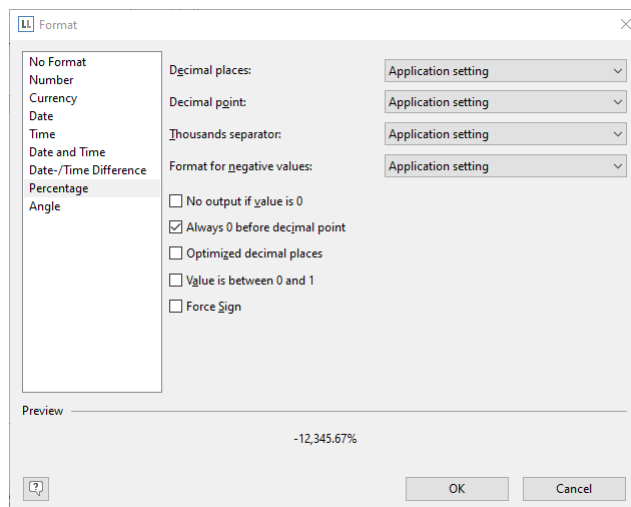 LL Format
No Format
Number
Currency
Date
Time
Date and Time
Date-/Time Difference
Percentage
Angle
Decimal places: Application setting
Decimal point: Application setting
Thousands separator: Application setting
Format for negative values: Application setting
No output if value is 0
Always 0 before decimal point
Optimized decimal places
Value is between 0 and 1
Force Sign
Preview
-12,345.67%
? OK Cancel